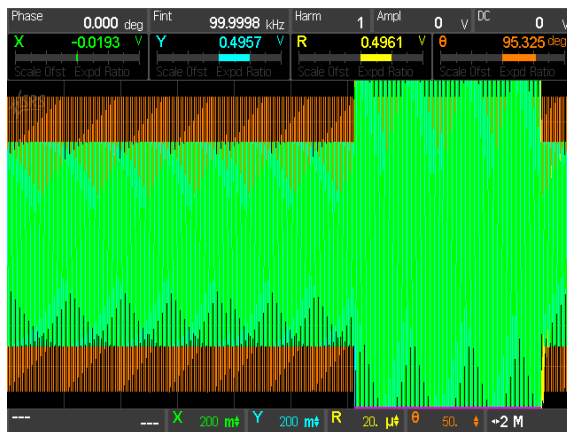 Phase 0.000 deg Fint 99.9998 kHz Harm 1 Ampl 0 V DC 0 V
X -0.0193 V Y 0.4957 V R 0.4961 V θ 95.325 deg
Scale Ofst Expd Ratio Scale Ofst Expd Ratio Scale Ofst Expd Ratio Scale Ofst Expd Ratio
SRS
--- --- X 200 m Y 200 m R 20. µ θ 50. 2 M